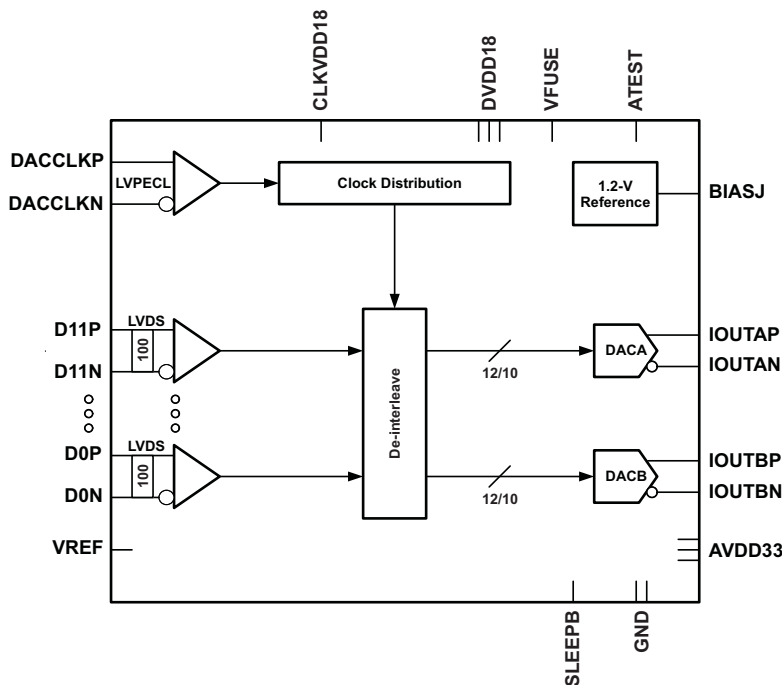 CLKVDD18
DVDD18
VFUSE
ATEST
DACCLKP
LVPECL
DACCLKN
Clock Distribution
1.2-V
Reference
BIASJ
D11P
LVDS
100
D11N
De-interleave
12/10
DACA
IOUTAP
IOUTAN
D0P
LVDS
100
D0N
12/10
DACB
IOUTBP
IOUTBN
VREF
AVDD33
SLEEPB
GND